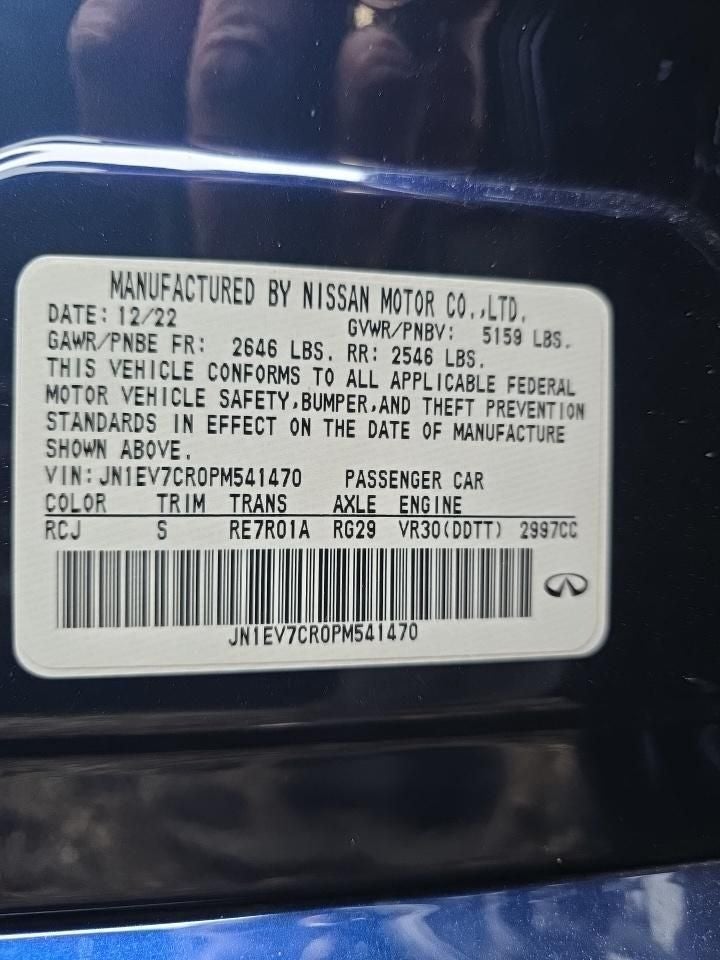 MANUFACTURED BY NISSAN MOTOR CO.,LTD.
DATE: 12/22 GVWR/PNBV: 5159 LBS.
GAWR/PNBE FR: 2646 LBS. RR: 2546 LBS.
THIS VEHICLE CONFORMS TO ALL APPLICABLE FEDERAL
MOTOR VEHICLE SAFETY,BUMPER,AND THEFT PREVENTION
STANDARDS IN EFFECT ON THE DATE OF MANUFACTURE
SHOWN ABOVE.
VIN:JN1EV7CR0PM541470 PASSENGER CAR
COLOR TRIM TRANS AXLE ENGINE
RCJ S RE7R01A RG29 VR30(DDTT) 2997CC
JN1EV7CR0PM541470